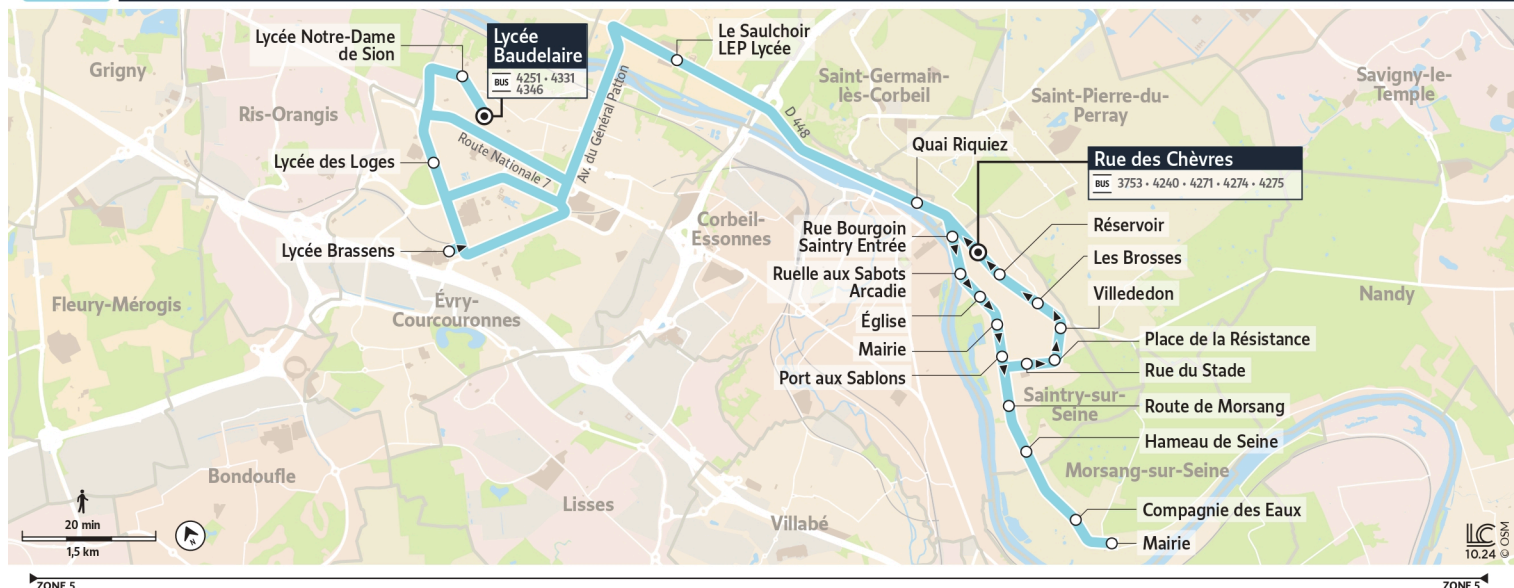 Lycée Notre-Dame
de Sion
Lycée
Baudelaire
BUS 4251 • 4331
4346
Le Saulchoir
LEP Lycée
Grigny
Ris-Orangis
Saint-Germain-
lès-Corbeil
Saint-Pierre-du-
Perray
Savigny-le-
Temple
Av. du Général Patton
D 448
Route Nationale 7
Lycée des Loges
Quai Riquiez
Rue des Chèvres
BUS 3753 • 4240 • 4271 • 4274 • 4275
Corbeil-
Essonnes
Rue Bourgoin
Saintry Entrée
Réservoir
Lycée Brassens
Ruelle aux Sabots
Arcadie
Les Brosses
Villededon
Nandy
Fleury-Mérogis
Évry-
Courcouronnes
Église
Mairie
Place de la Résistance
Port aux Sablons
Rue du Stade
Saintry-sur-
Seine
Route de Morsang
Hameau de Seine
Morsang-sur-Seine
Bondoufle
Lisses
Villabé
Compagnie des Eaux
Mairie
20 min
1,5 km
N
LC
10.24 © OSM
ZONE 5
ZONE 5